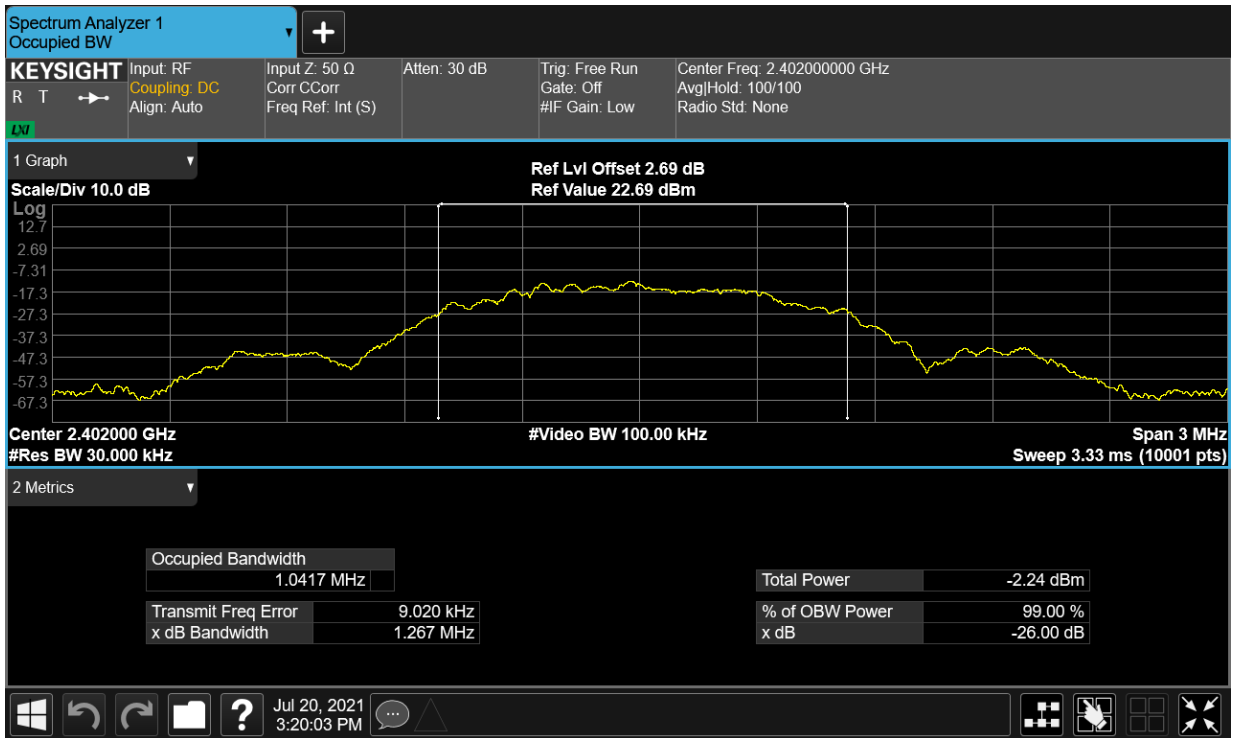 Spectrum Analyzer 1
Occupied BW
KEYSIGHT
R T
LXI
Input: RF
Coupling: DC
Align: Auto
Input Z: 50 Ω
Corr CCorr
Freq Ref: Int (S)
Atten: 30 dB
Trig: Free Run
Gate: Off
#IF Gain: Low
Center Freq: 2.402000000 GHz
Avg|Hold: 100/100
Radio Std: None
1 Graph
Scale/Div 10.0 dB
Ref Lvl Offset 2.69 dB
Ref Value 22.69 dBm
Log
12.7
2.69
-7.31
-17.3
-27.3
-37.3
-47.3
-57.3
-67.3
Center 2.402000 GHz
#Video BW 100.00 kHz
Span 3 MHz
#Res BW 30.000 kHz
Sweep 3.33 ms (10001 pts)
2 Metrics
Occupied Bandwidth
1.0417 MHz
Transmit Freq Error 9.020 kHz
x dB Bandwidth 1.267 MHz
Total Power -2.24 dBm
% of OBW Power 99.00 %
x dB -26.00 dB
?
Jul 20, 2021
3:20:03 PM